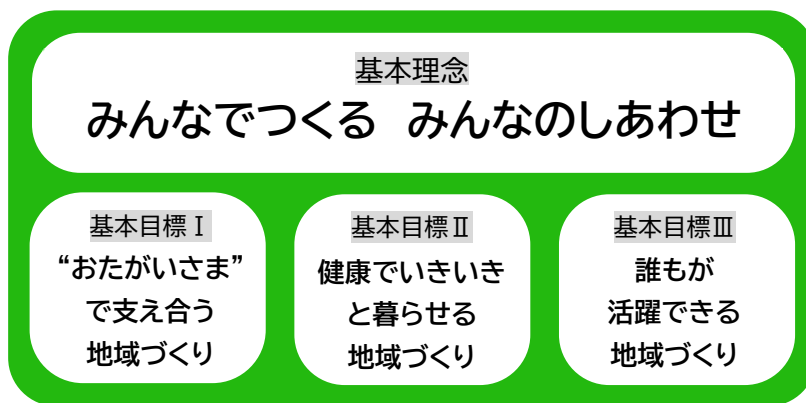 基本理念
みんなでつくる　みんなのしあわせ
基本目標Ⅰ
“おたがいさま”
で支え合う
地域づくり
基本目標Ⅱ
健康でいきいき
と暮らせる
地域づくり
基本目標Ⅲ
誰もが
活躍できる
地域づくり